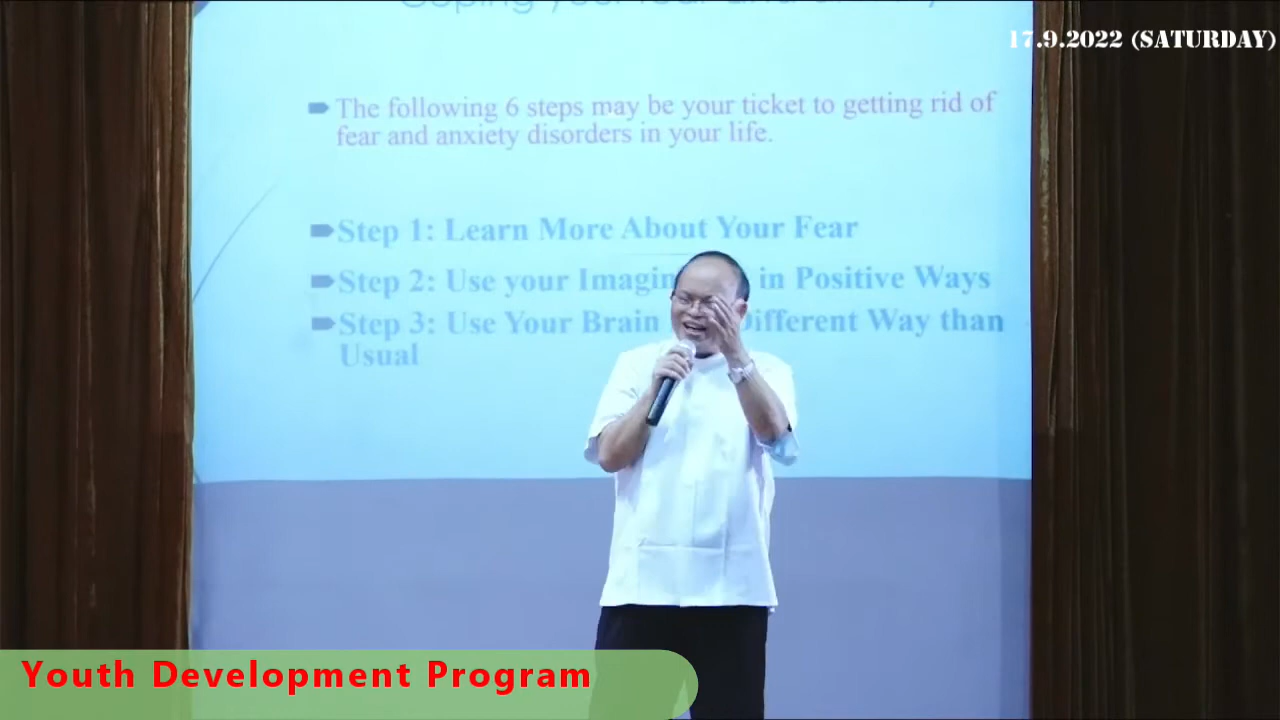 17.9.2022 (SATURDAY)
The following 6 steps may be your ticket to getting rid of
fear and anxiety disorders in your life.
Step 1: Learn More About Your Fear
Step 2: Use your in Positive Ways
Step 3: Use Your Brain Different Way than
Usual
Youth Development Program